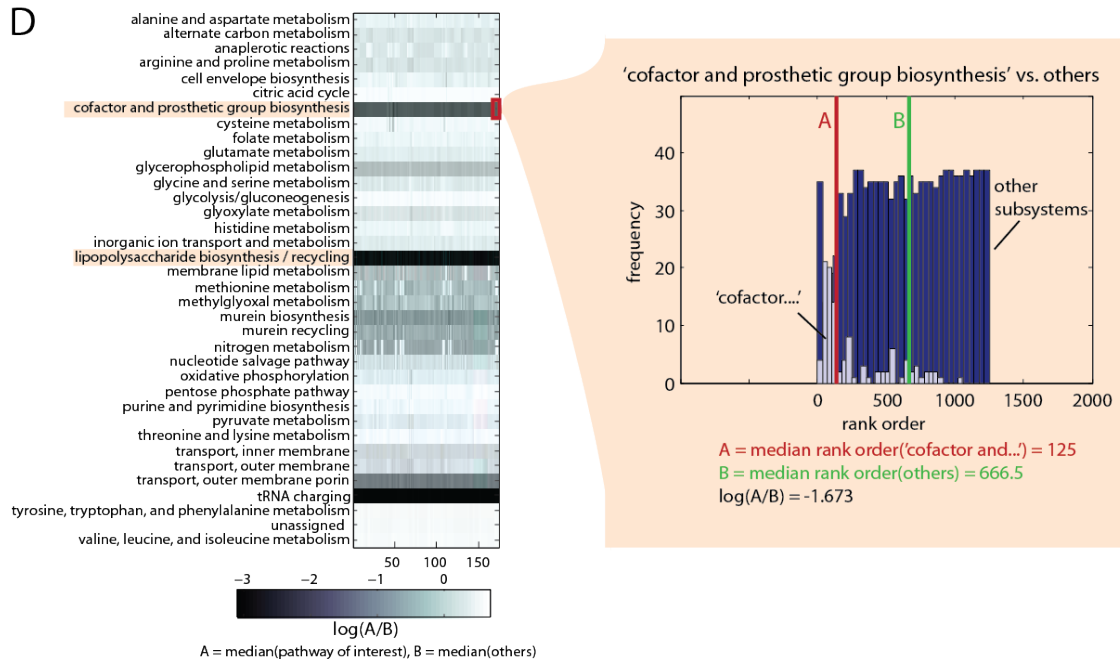 D
alanine and aspartate metabolism
alternate carbon metabolism
anaplerotic reactions
arginine and proline metabolism
cell envelope biosynthesis
citric acid cycle
cofactor and prosthetic group biosynthesis
cysteine metabolism
folate metabolism
glutamate metabolism
glycerophospholipid metabolism
glycine and serine metabolism
glycolysis/gluconeogenesis
glyoxylate metabolism
histidine metabolism
inorganic ion transport and metabolism
lipopolysaccharide biosynthesis / recycling
membrane lipid metabolism
methionine metabolism
methylglyoxal metabolism
murein biosynthesis
murein recycling
nitrogen metabolism
nucleotide salvage pathway
oxidative phosphorylation
pentose phosphate pathway
purine and pyrimidine biosynthesis
pyruvate metabolism
threonine and lysine metabolism
transport, inner membrane
transport, outer membrane
transport, outer membrane porin
tRNA charging
tyrosine, tryptophan, and phenylalanine metabolism
unassigned
valine, leucine, and isoleucine metabolism
50 100 150
−3 −2 −1 0
log(A/B)
A = median(pathway of interest), B = median(others)
‘cofactor and prosthetic group biosynthesis’ vs. others
A
B
40
30
20
10
0
frequency
other
subsystems
‘cofactor....’
0 500 1000 1500 2000
rank order
A = median rank order(‘cofactor and...’) = 125
B = median rank order(others) = 666.5
log(A/B) = -1.673